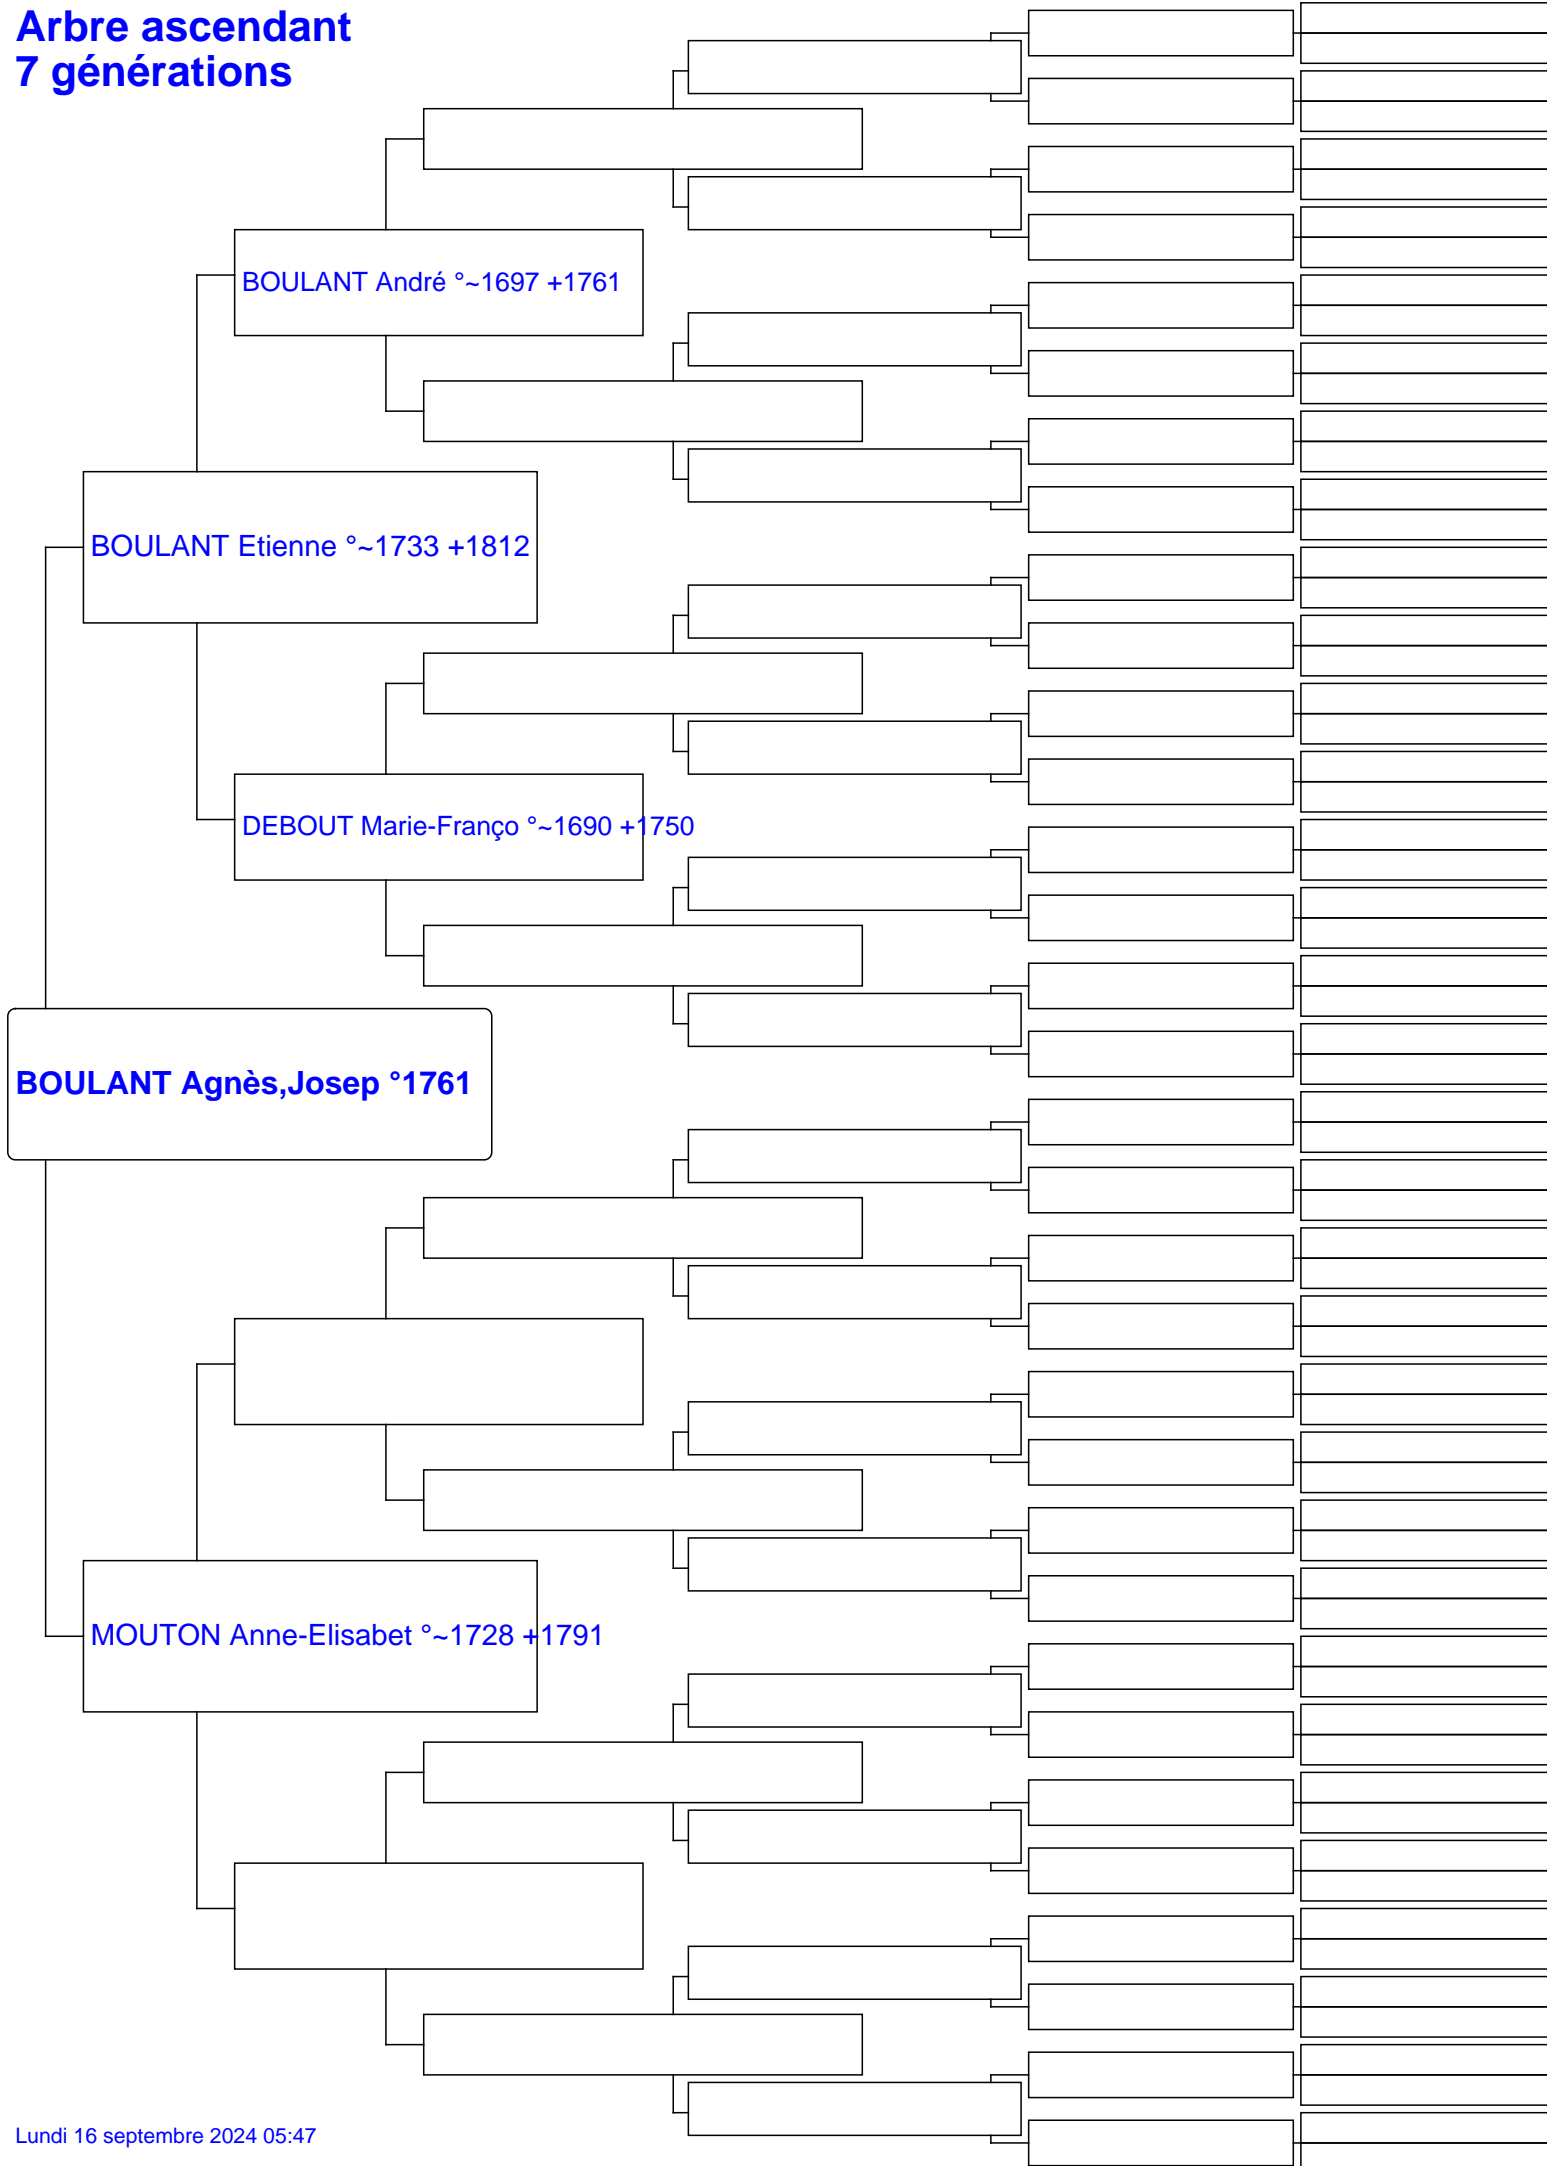 Arbre ascendant
7 générations
BOULANT André °~1697 +1761
BOULANT Etienne °~1733 +1812
DEBOUT Marie-Franço °~1690 +1750
BOULANT Agnès,Josep °1761
MOUTON Anne-Elisabet °~1728 +1791
Lundi 16 septembre 2024 05:47